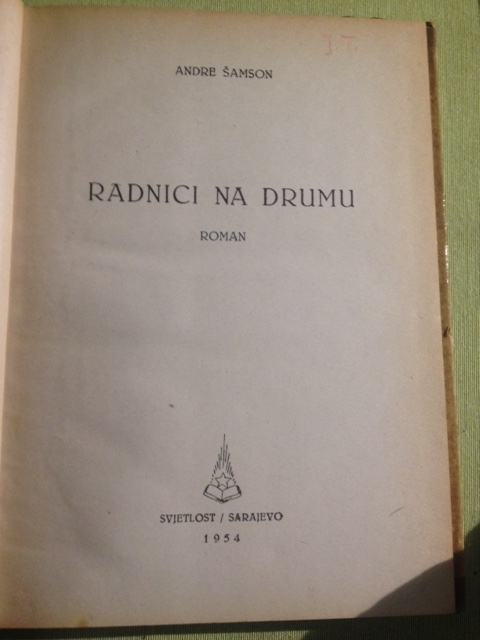 J.T.
ANDRE ŠAMSON
RADNICI NA DRUMU
ROMAN
SVJETLOST / SARAJEVO
1954